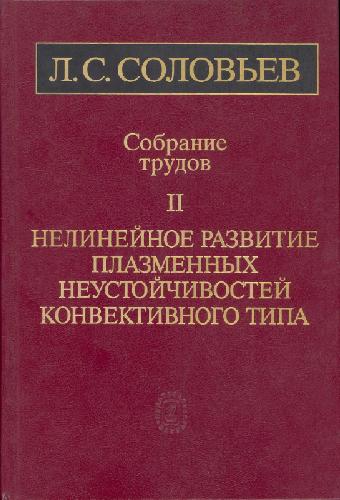 Л. С. СОЛОВЬЕВ
Собрание
трудов
II
НЕЛИНЕЙНОЕ РАЗВИТИЕ
ПЛАЗМЕННЫХ
НЕУСТОЙЧИВОСТЕЙ
КОНВЕКТИВНОГО ТИПА